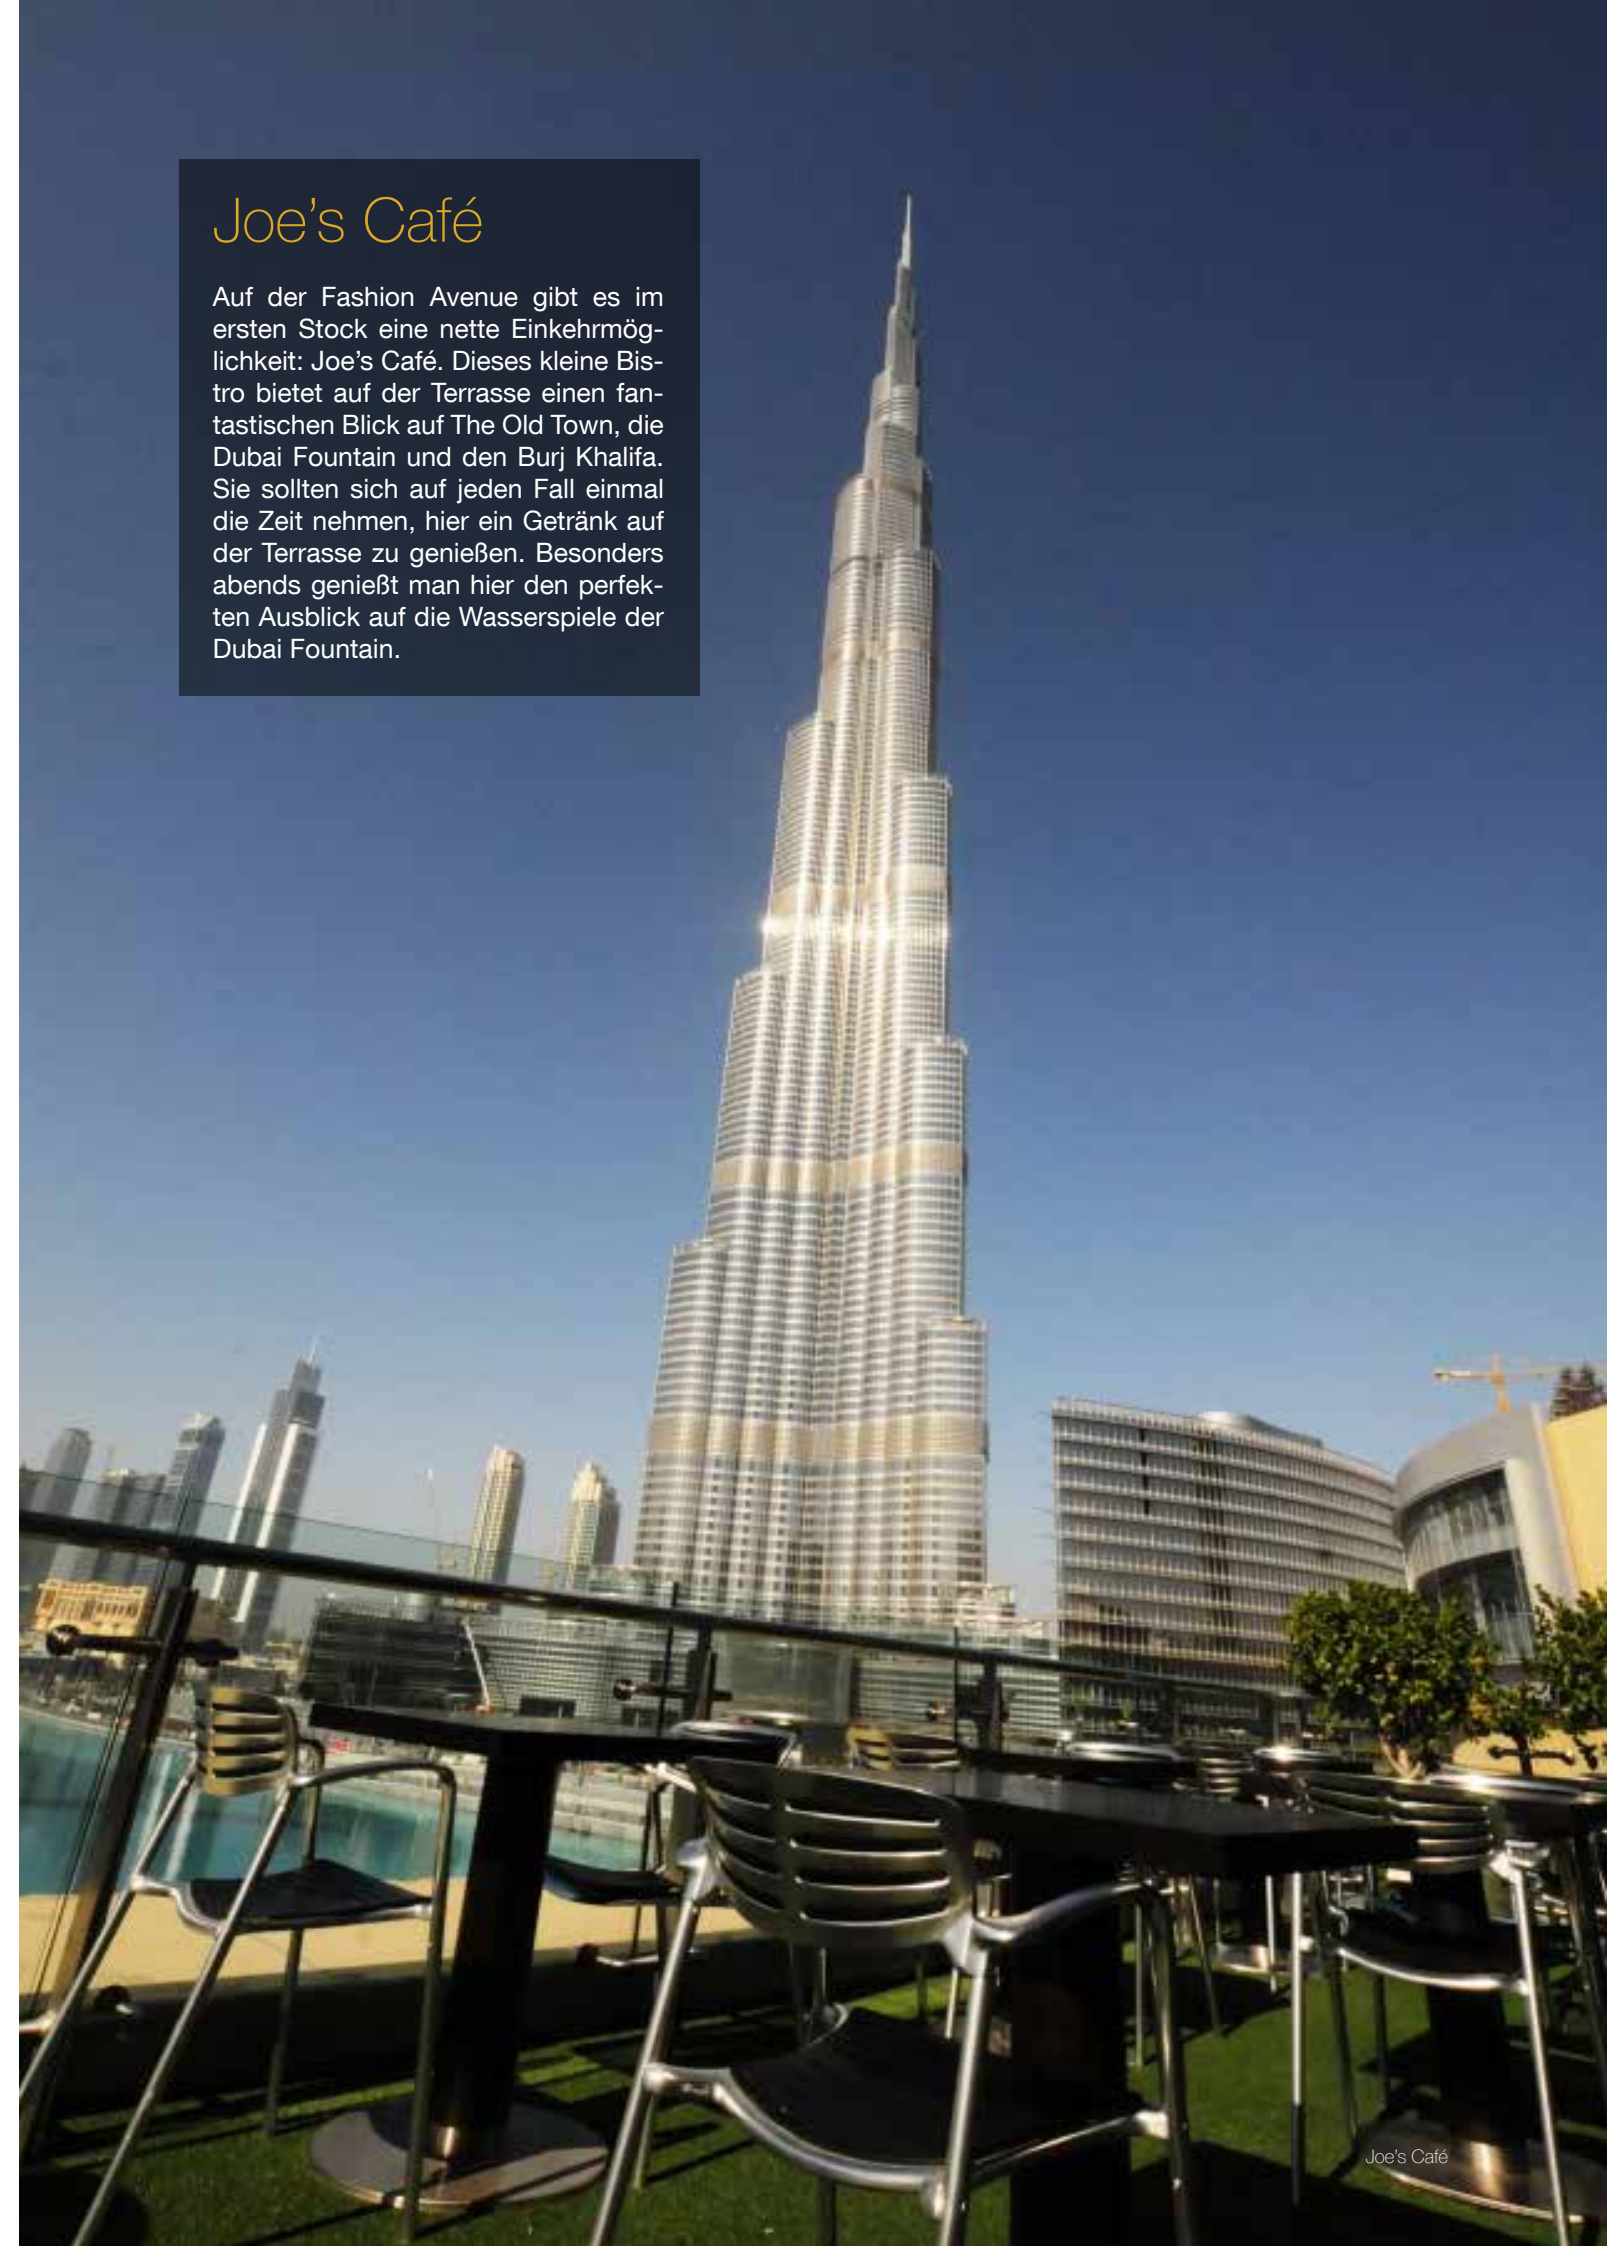 Joe's Café
Auf der Fashion Avenue gibt es im
ersten Stock eine nette Einkehrmög-
lichkeit: Joe's Café. Dieses kleine Bis-
tro bietet auf der Terrasse einen fan-
tastischen Blick auf The Old Town, die
Dubai Fountain und den Burj Khalifa.
Sie sollten sich auf jeden Fall einmal
die Zeit nehmen, hier ein Getränk auf
der Terrasse zu genießen. Besonders
abends genießt man hier den perfek-
ten Ausblick auf die Wasserspiele der
Dubai Fountain.
Joe's Café